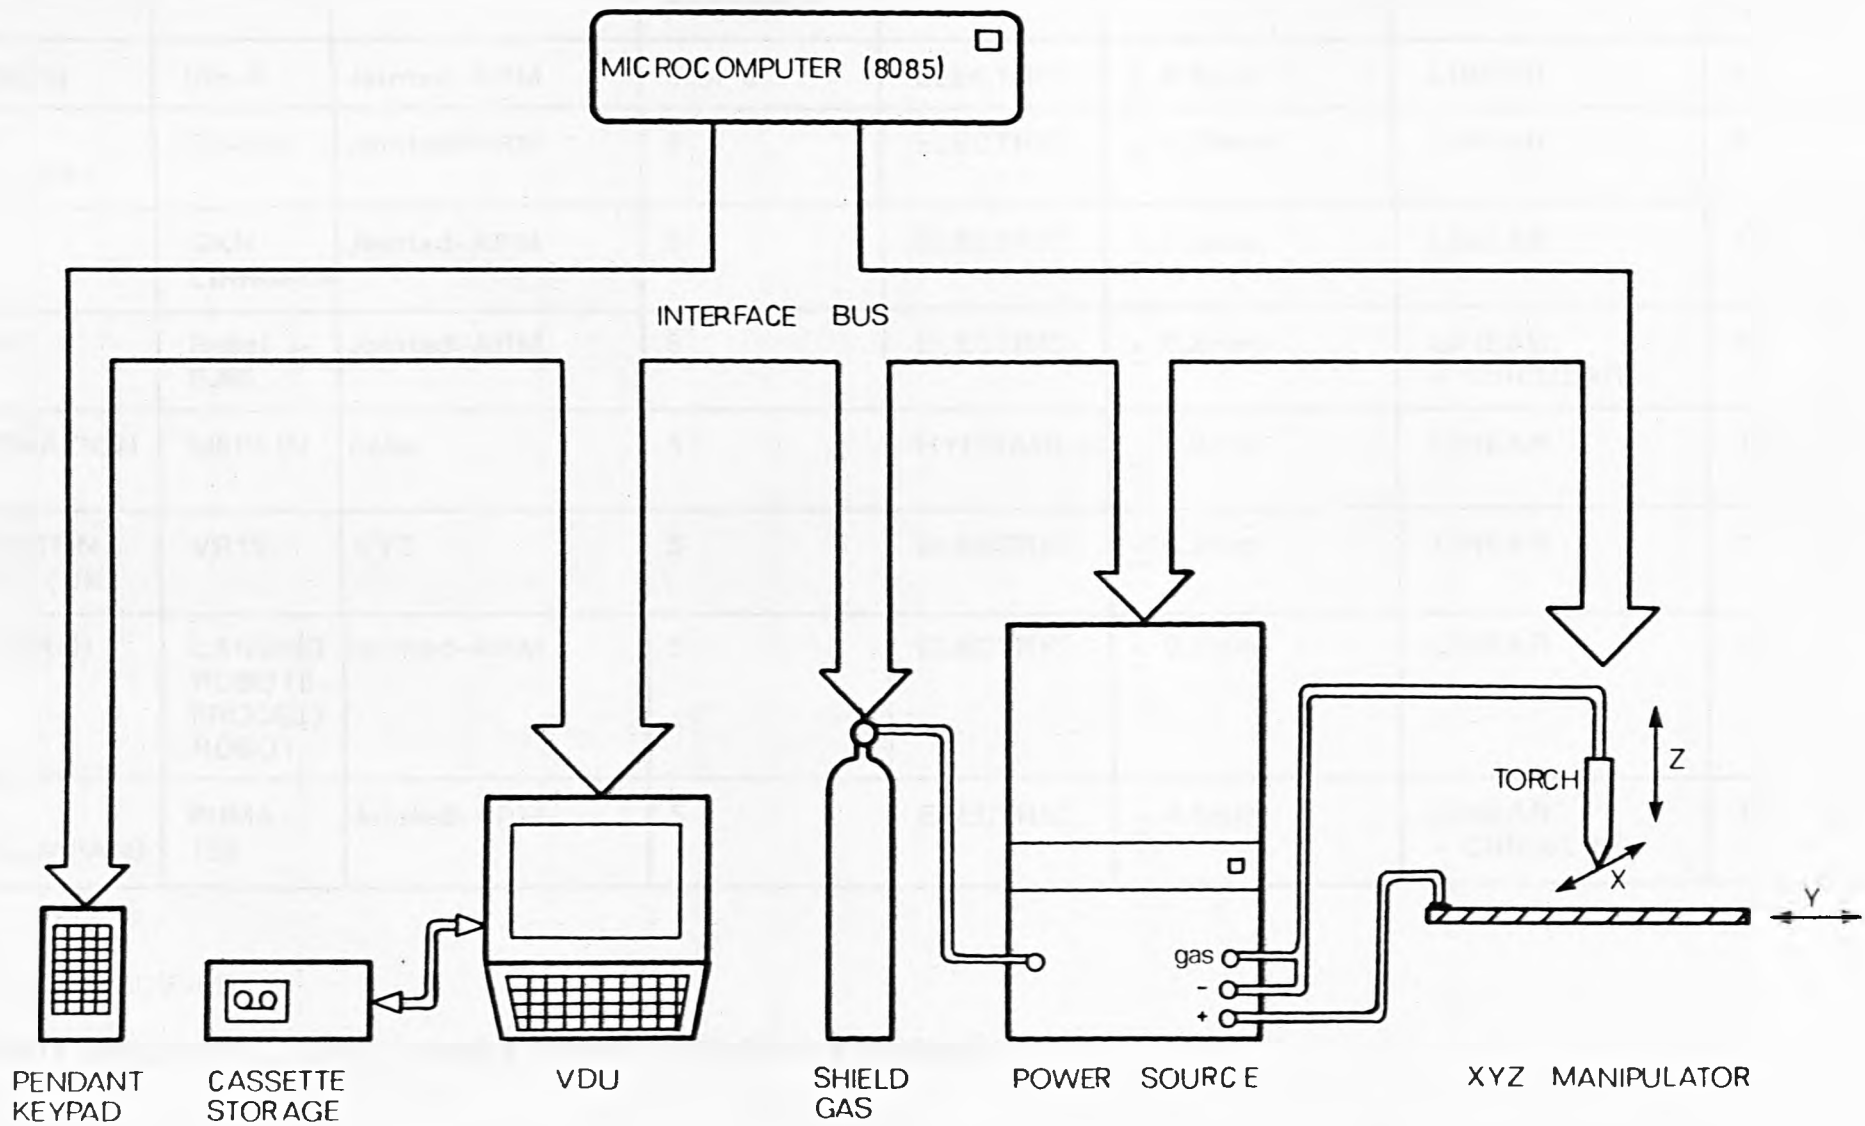 MICROCOMPUTER (8085)
INTERFACE BUS
TORCH
Z
X
Y
gas
-
+
PENDANT
KEYPAD
CASSETTE
STORAGE
VDU
SHIELD
GAS
POWER SOURCE
XYZ MANIPULATOR